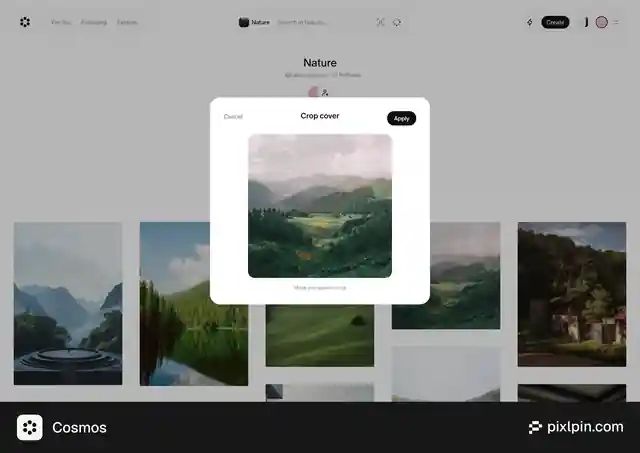 For You Following Explore
Nature Search in Nature...
Create
Nature
Cancel
Crop cover
Apply
Cosmos
pixlpin.com